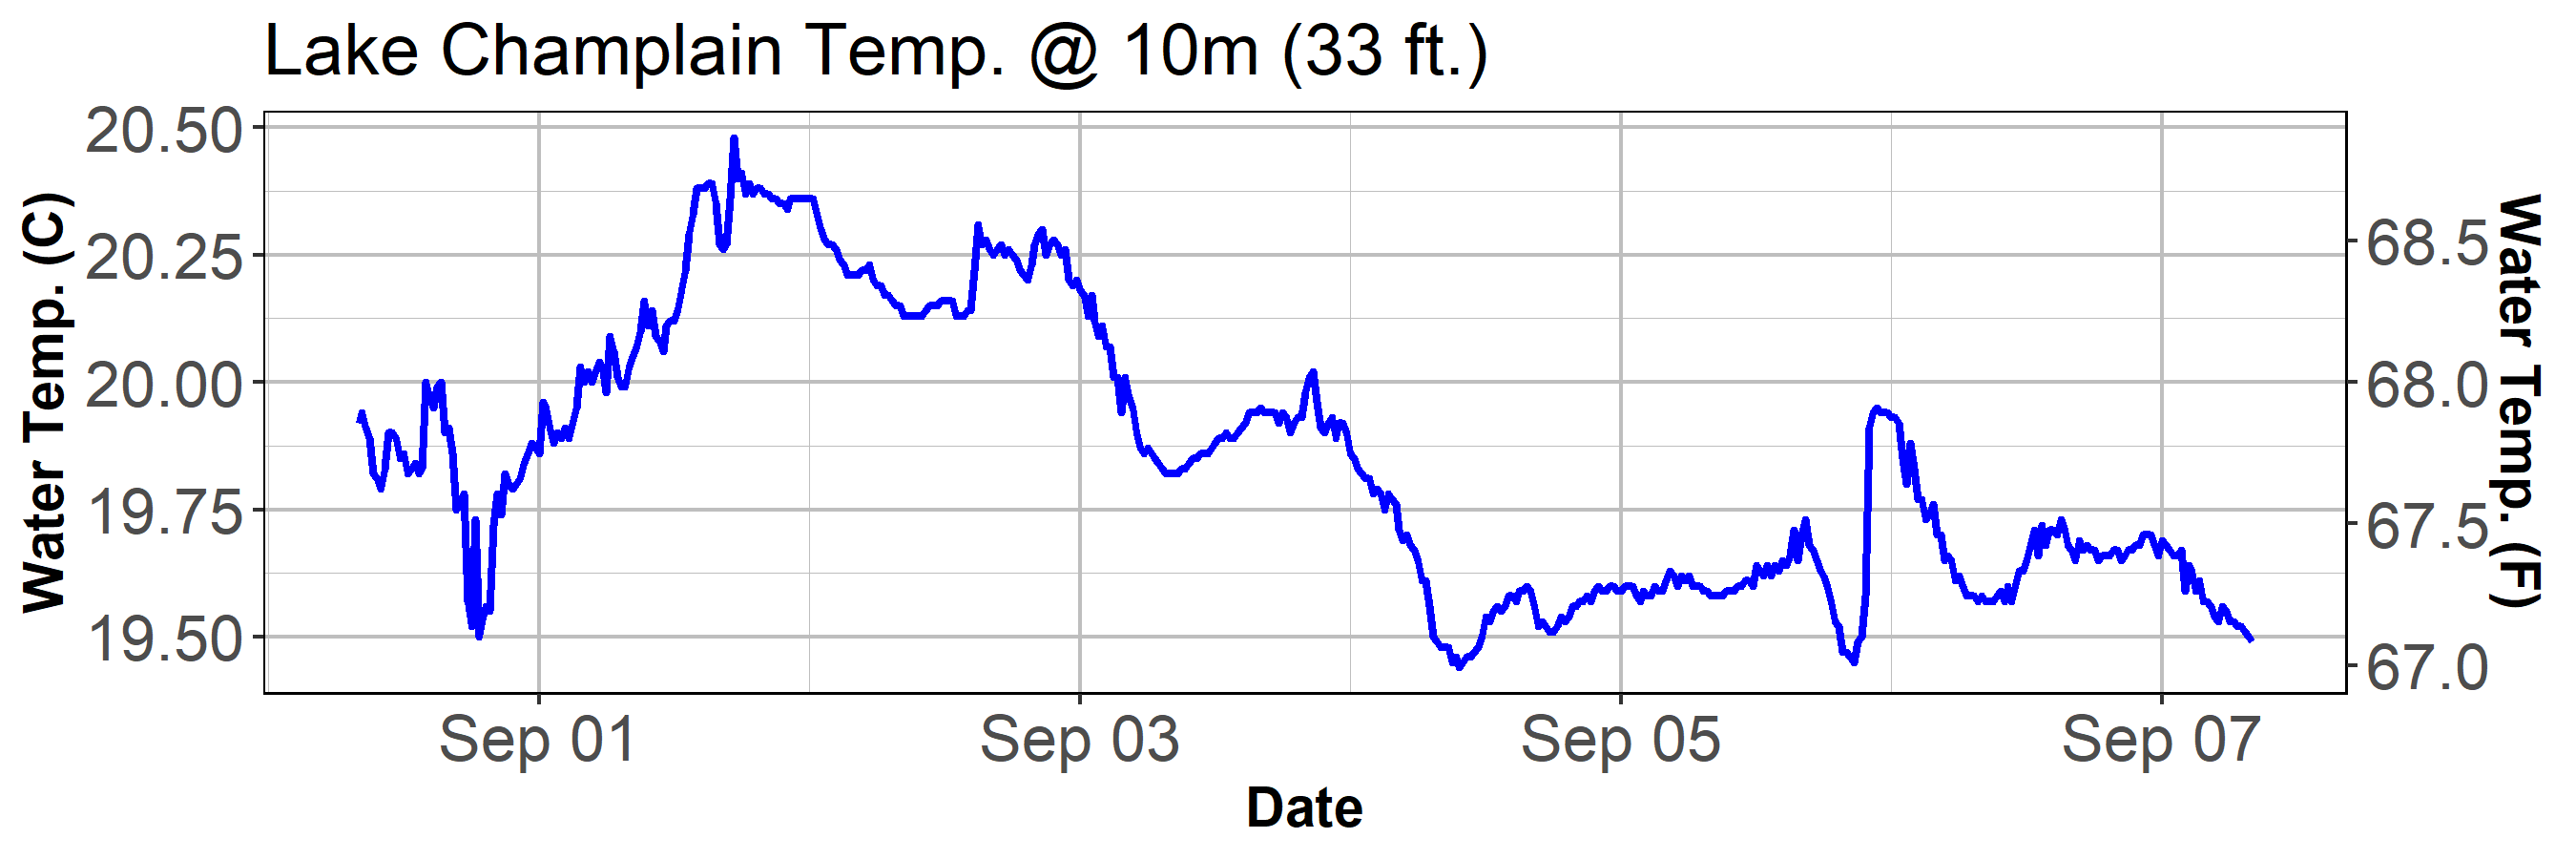 Lake Champlain Temp. @ 10m (33 ft.)
Water Temp. (C)
20.50
20.25
20.00
19.75
19.50
68.5
68.0
67.5
67.0
Water Temp. (F)
Sep 01
Sep 03
Sep 05
Sep 07
Date